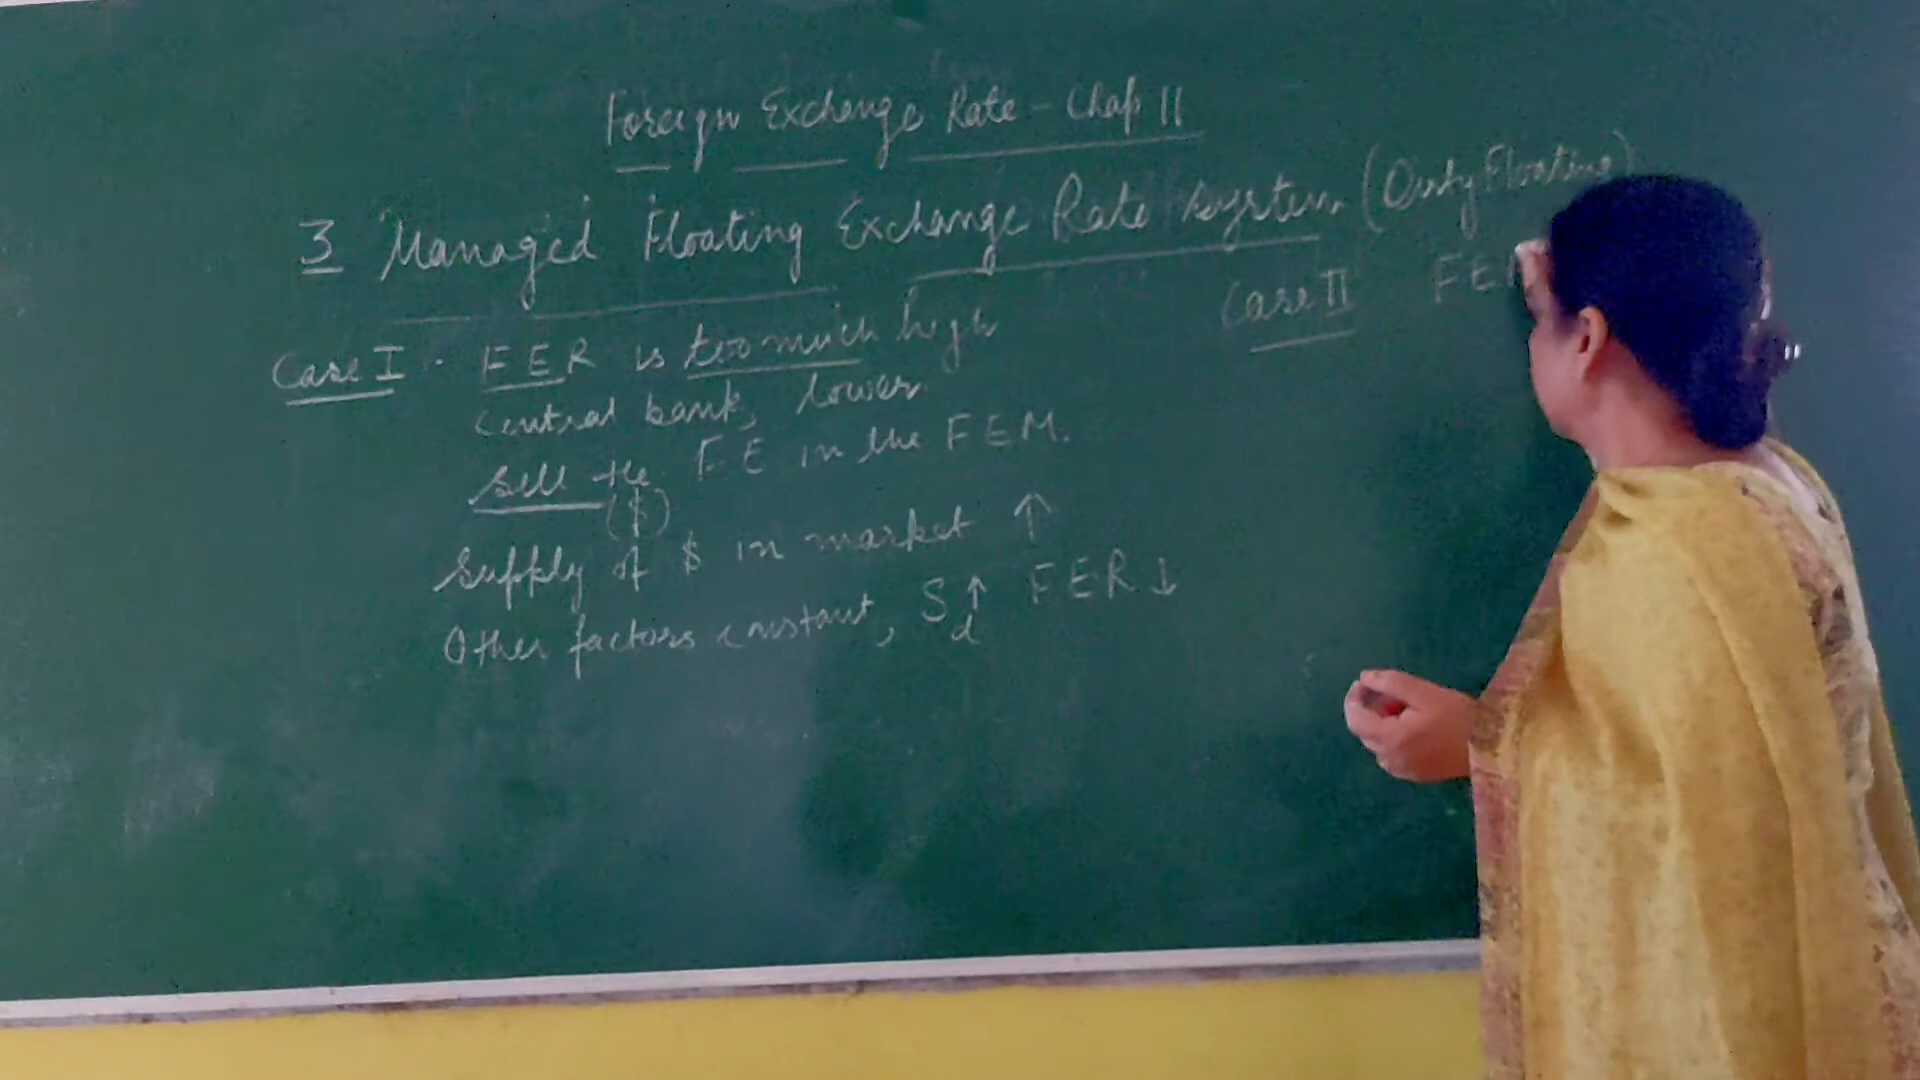 Foreign Exchange Rate - Chap 11
3 Managed Floating Exchange Rate system (Dirty Floating)
Case I · FER is too much high
Central bank, lower
Sell the FE in the FEM.
($)
Supply of $ in market ↑
Other factors constant, S↑ FER↓
d
Case II FE